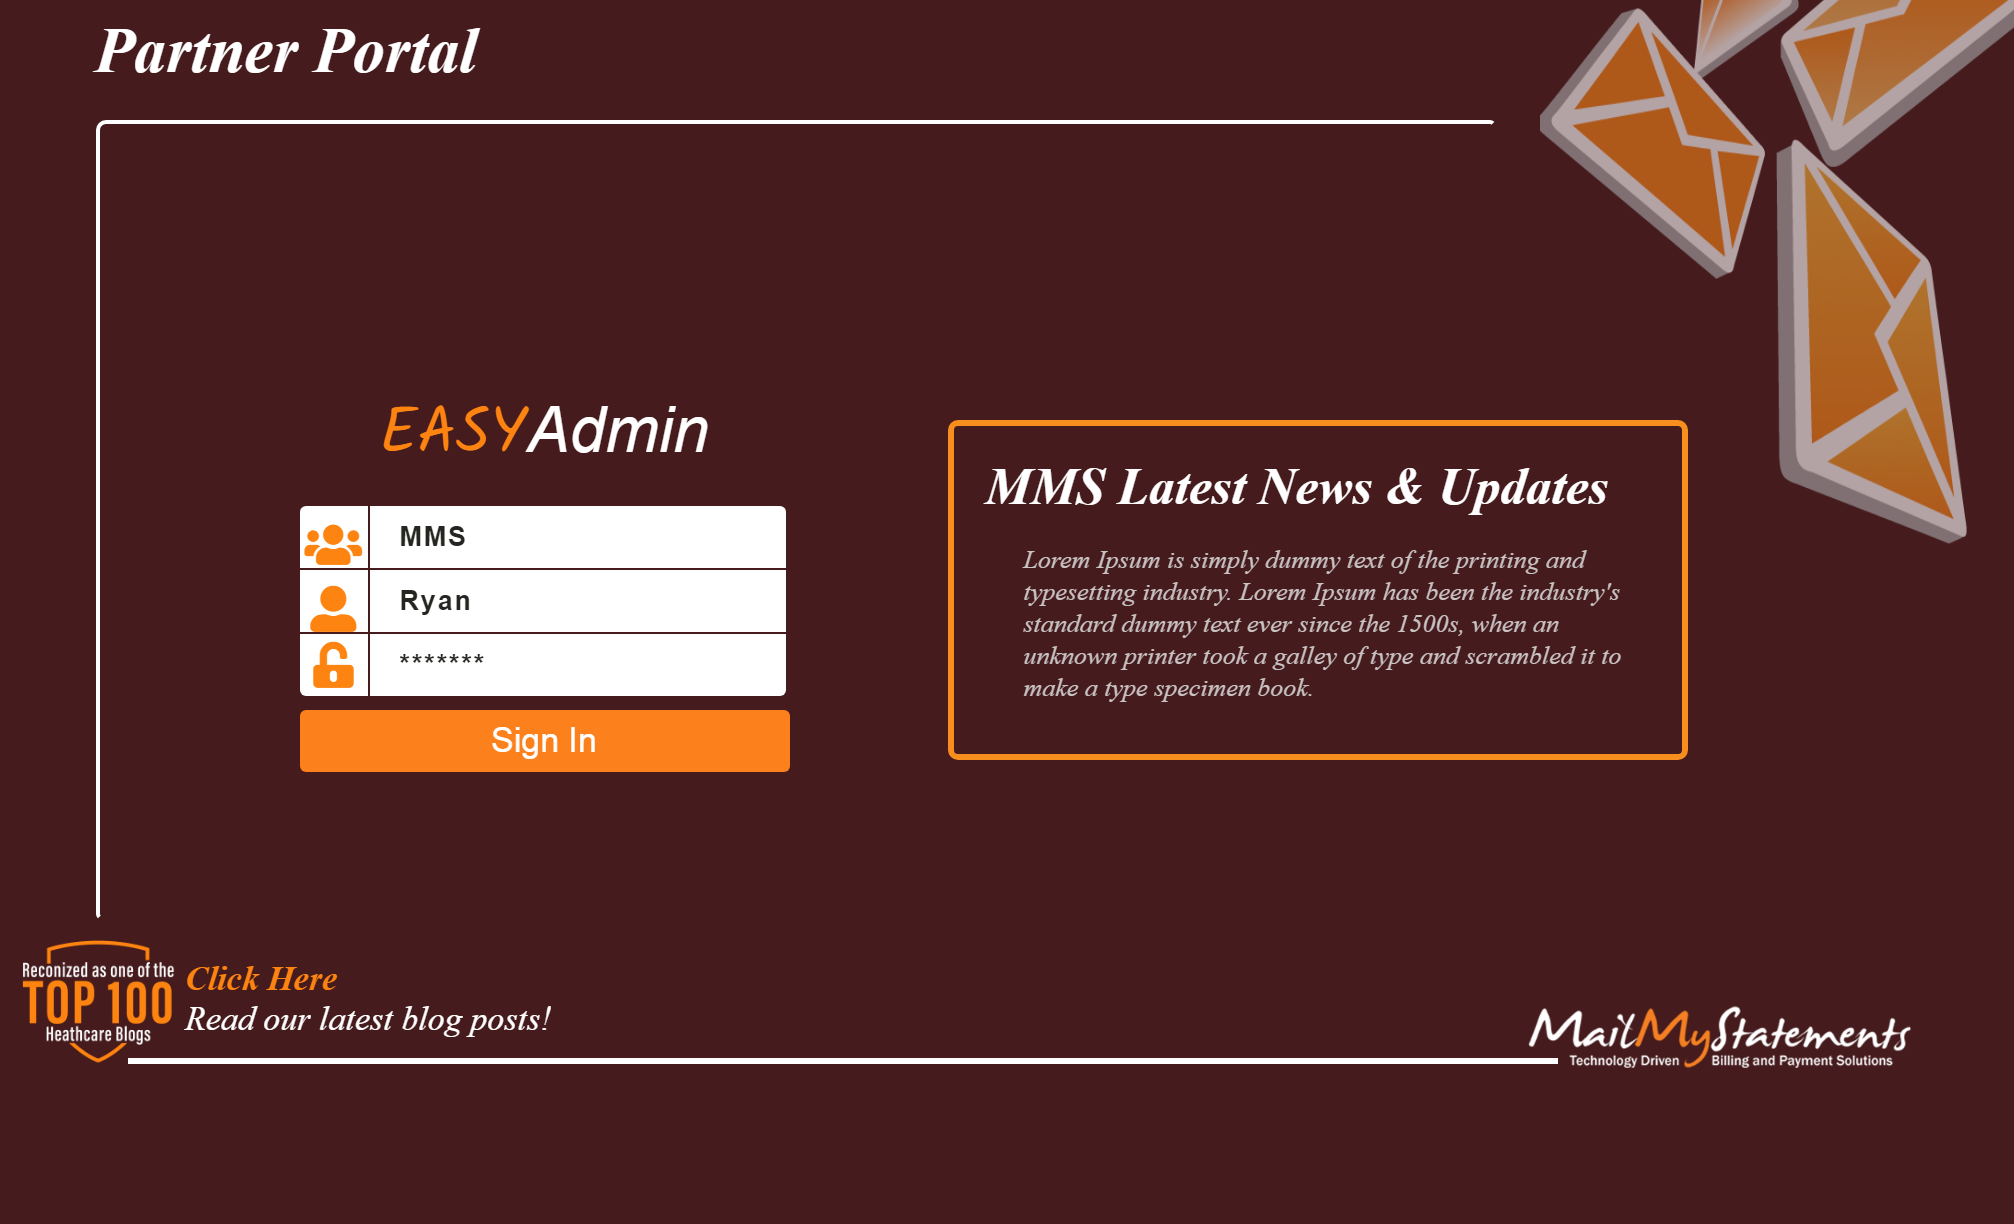 Partner Portal
EASYAdmin
MMS
Ryan
*******
Sign In
MMS Latest News & Updates
Lorem Ipsum is simply dummy text of the printing and
typesetting industry. Lorem Ipsum has been the industry's
standard dummy text ever since the 1500s, when an
unknown printer took a galley of type and scrambled it to
make a type specimen book.
Reconized as one of the
TOP 100
Heathcare Blogs
Click Here
Read our latest blog posts!
MailMyStatements
Technology Driven Billing and Payment Solutions